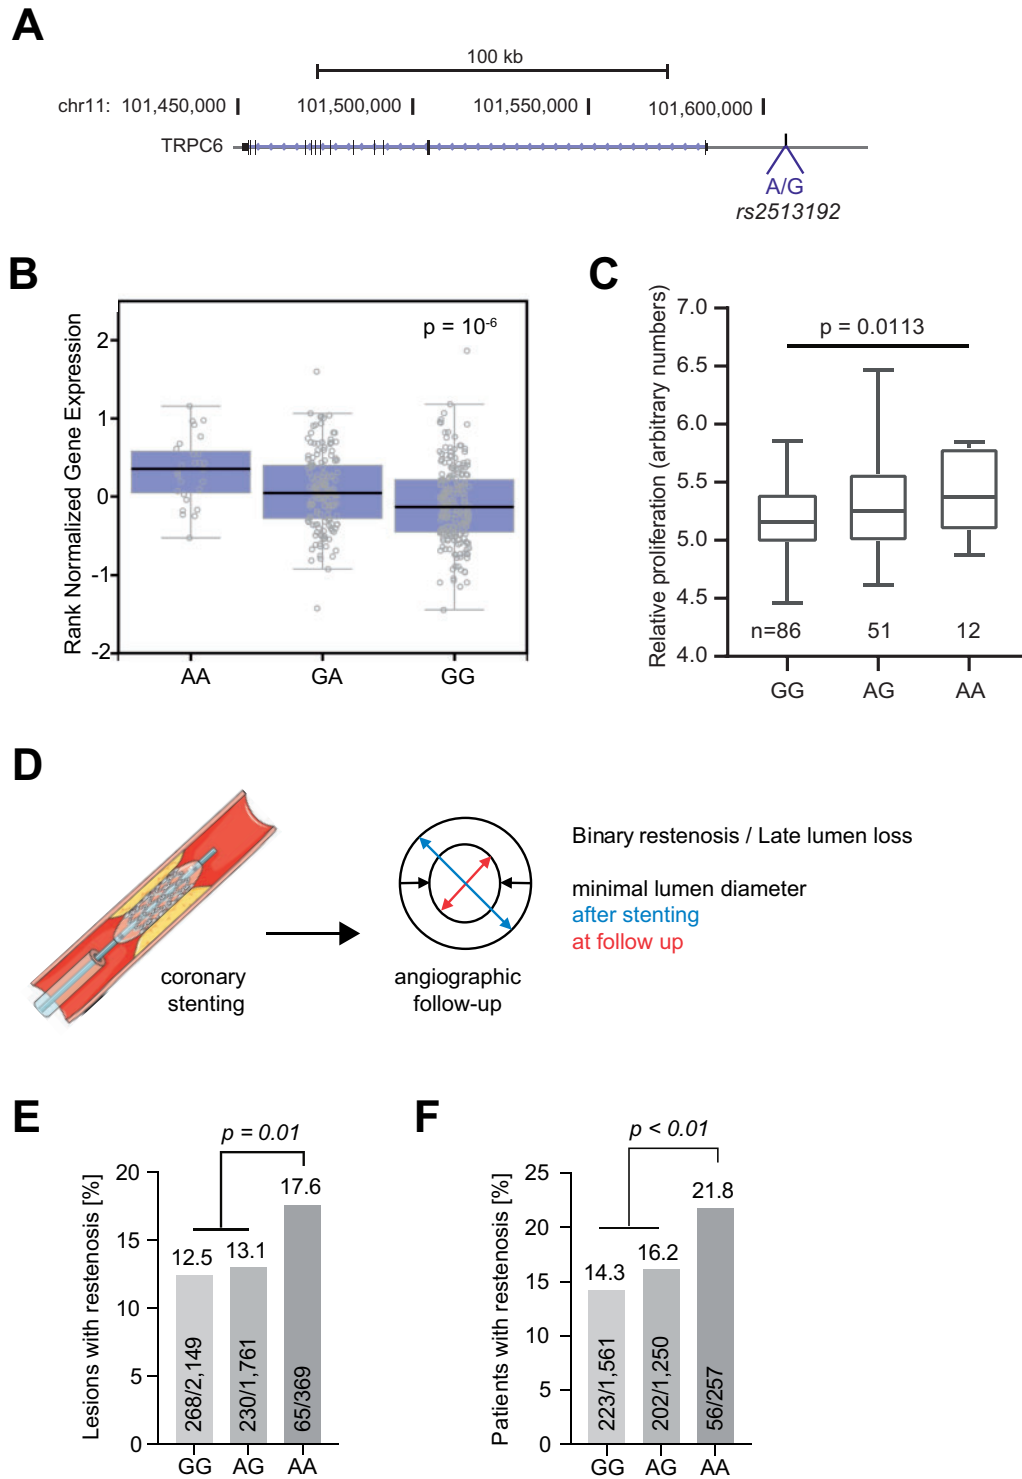 A
100 kb
chr11: 101,450,000 101,500,000 101,550,000 101,600,000
TRPC6
A/G
rs2513192
B
Rank Normalized Gene Expression
p = 10-6
2
1
0
-1
-2
AA GA GG
C
Relative proliferation (arbitrary numbers)
p = 0.0113
7.0
6.5
6.0
5.5
5.0
4.5
4.0
n=86 51 12
GG AG AA
D
coronary
stenting
angiographic
follow-up
Binary restenosis / Late lumen loss
minimal lumen diameter
after stenting
at follow up
E
Lesions with restenosis [%]
p = 0.01
20
15
10
5
0
12.5 13.1 17.6
268/2,149 230/1,761 65/369
GG AG AA
F
Patients with restenosis [%]
p < 0.01
25
20
15
10
5
0
14.3 16.2 21.8
223/1,561 202/1,250 56/257
GG AG AA